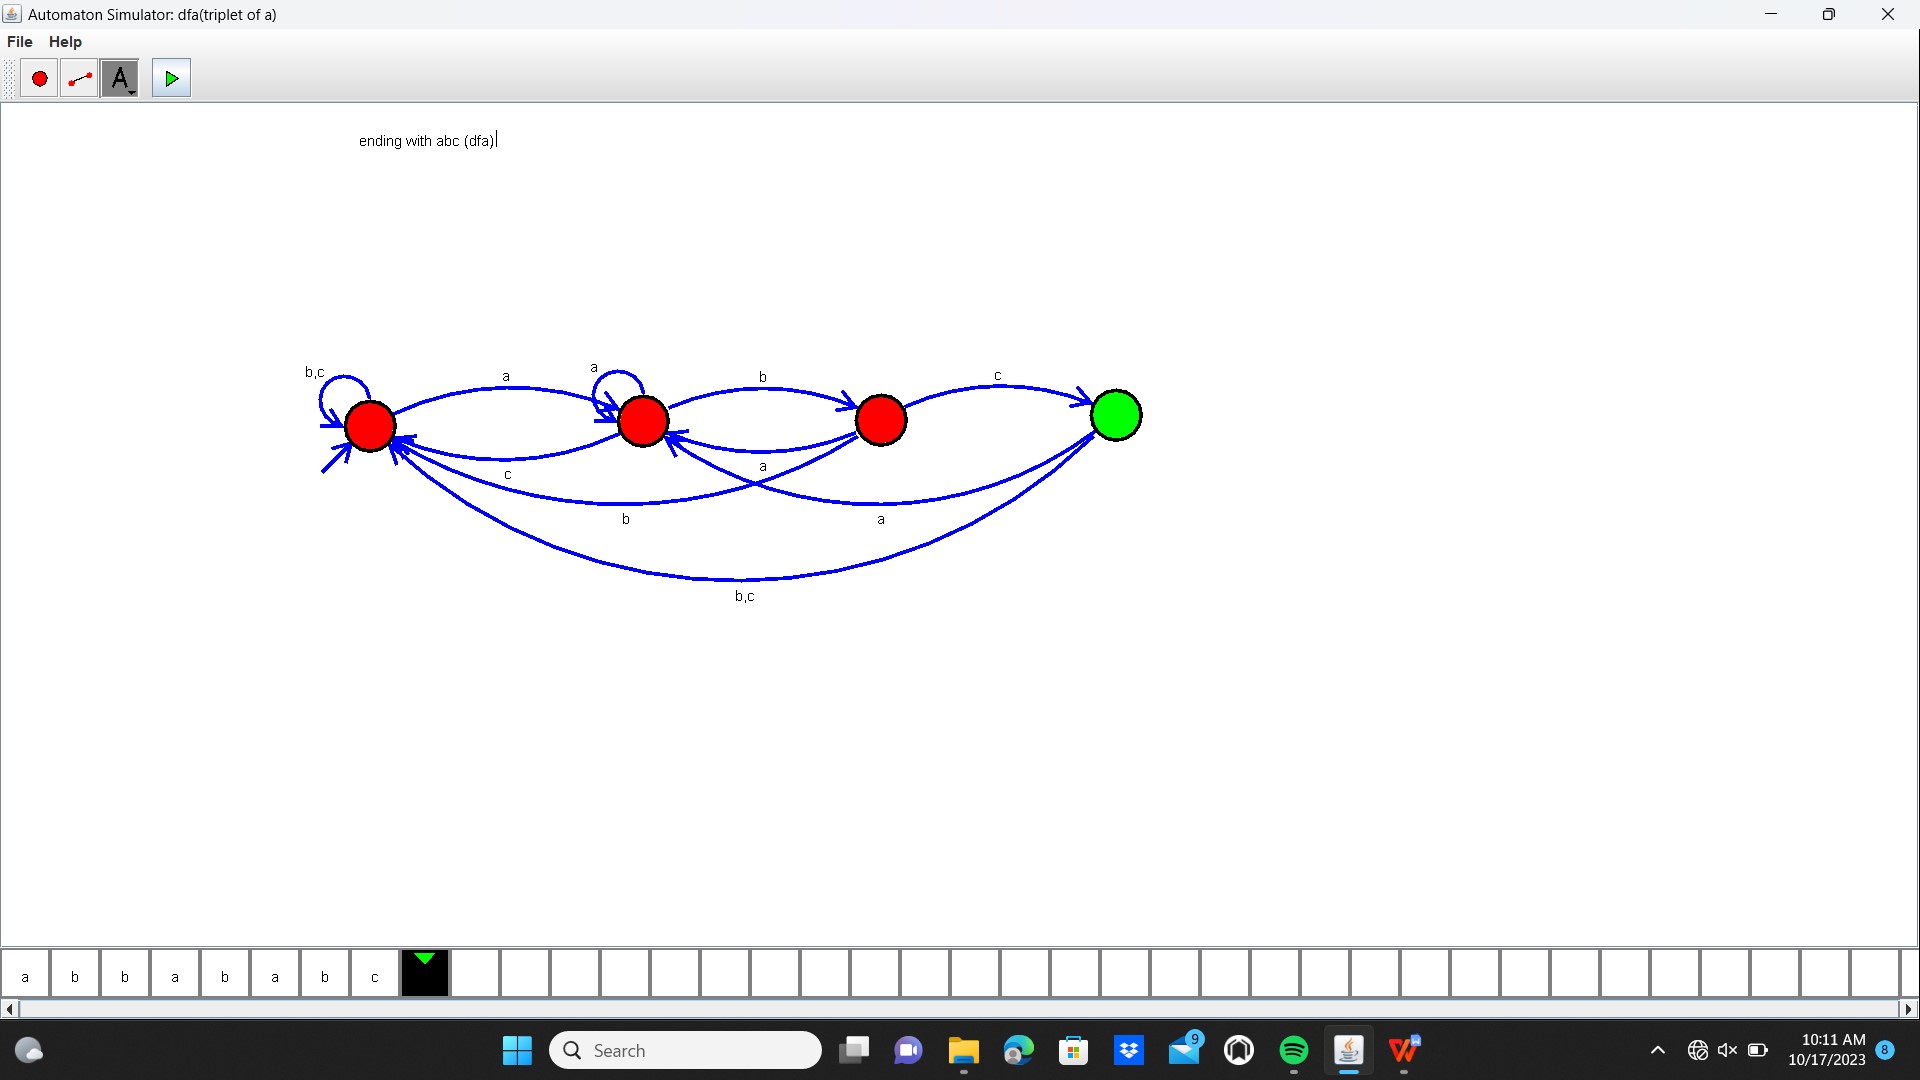 Automaton Simulator: dfa(triplet of a)
File Help
A
ending with abc (dfa)
b,c
a
a
b
c
c
a
b
a
b,c
a b b a b a b c
Search
9
10:11 AM
10/17/2023
8